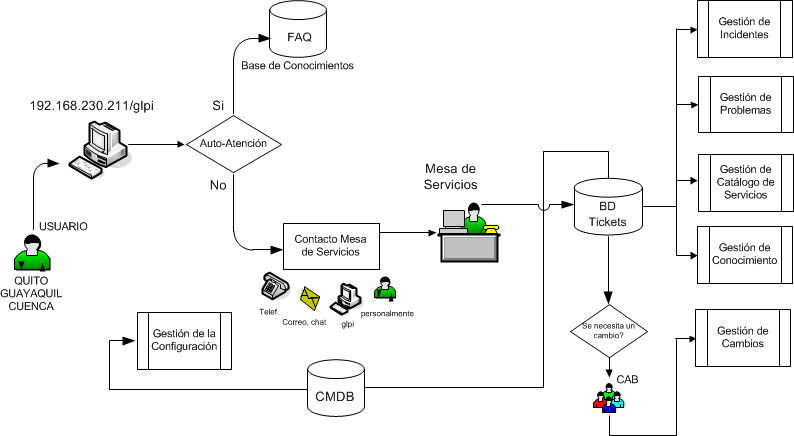 FAQ
Base de Conocimientos
192.168.230.211/glpi
Si
Auto-Atención
No
USUARIO
QUITO
GUAYAQUIL
CUENCA
Contacto Mesa
de Servicios
Telef.
Correo, chat
glpi
personalmente
Mesa de
Servicios
BD
Tickets
Gestión de
Incidentes
Gestión de
Problemas
Gestión de
Catálogo de
Servicios
Gestión de
Conocimiento
Se necesita un
cambio?
Gestión de
Cambios
CAB
Gestión de la
Configuración
CMDB